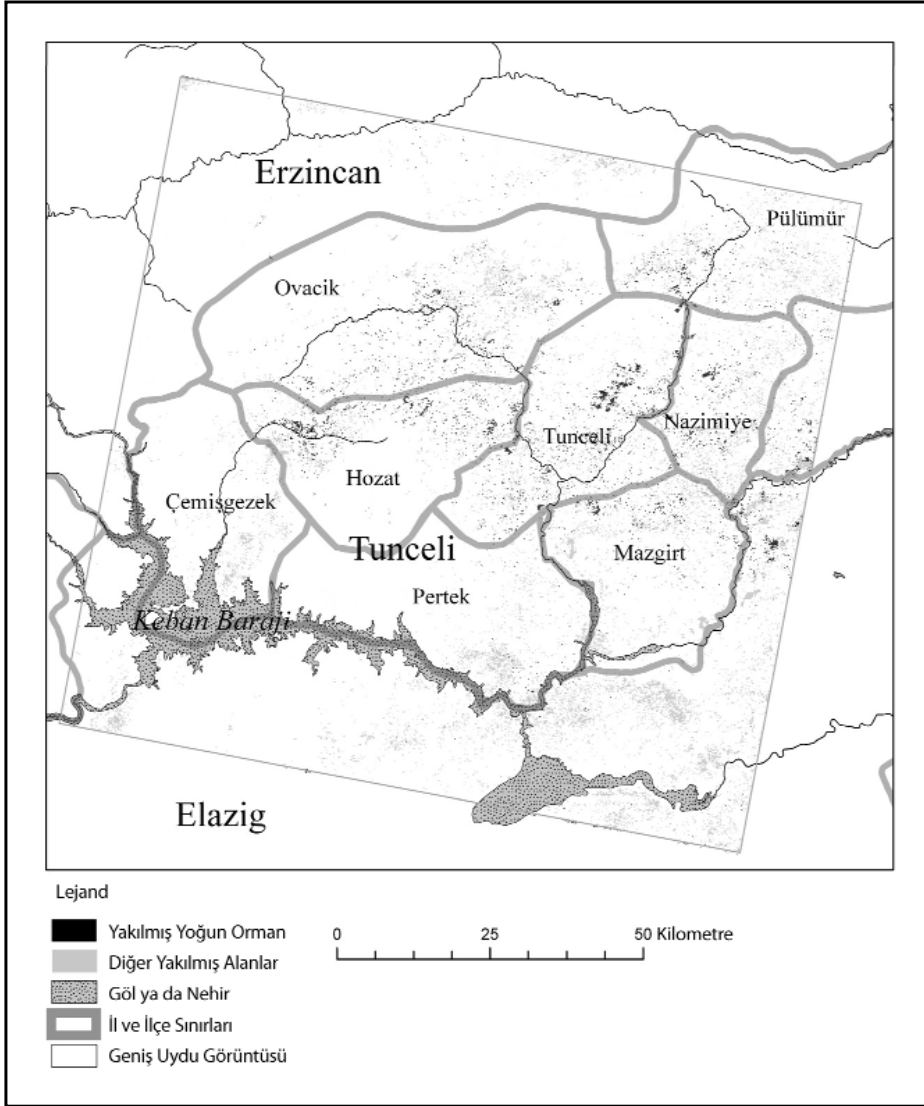 Erzincan
Pülümür
Ovacik
Nazimiye
Tunceli
Hozat
Çemişgezek
Tunceli
Mazgirt
Pertek
Keban Baraji
Elazig
Lejand
Yakılmış Yoğun Orman
Diğer Yakılmış Alanlar
Göl ya da Nehir
İl ve İlçe Sınırları
Geniş Uydu Görüntüsü
0 25 50 Kilometre